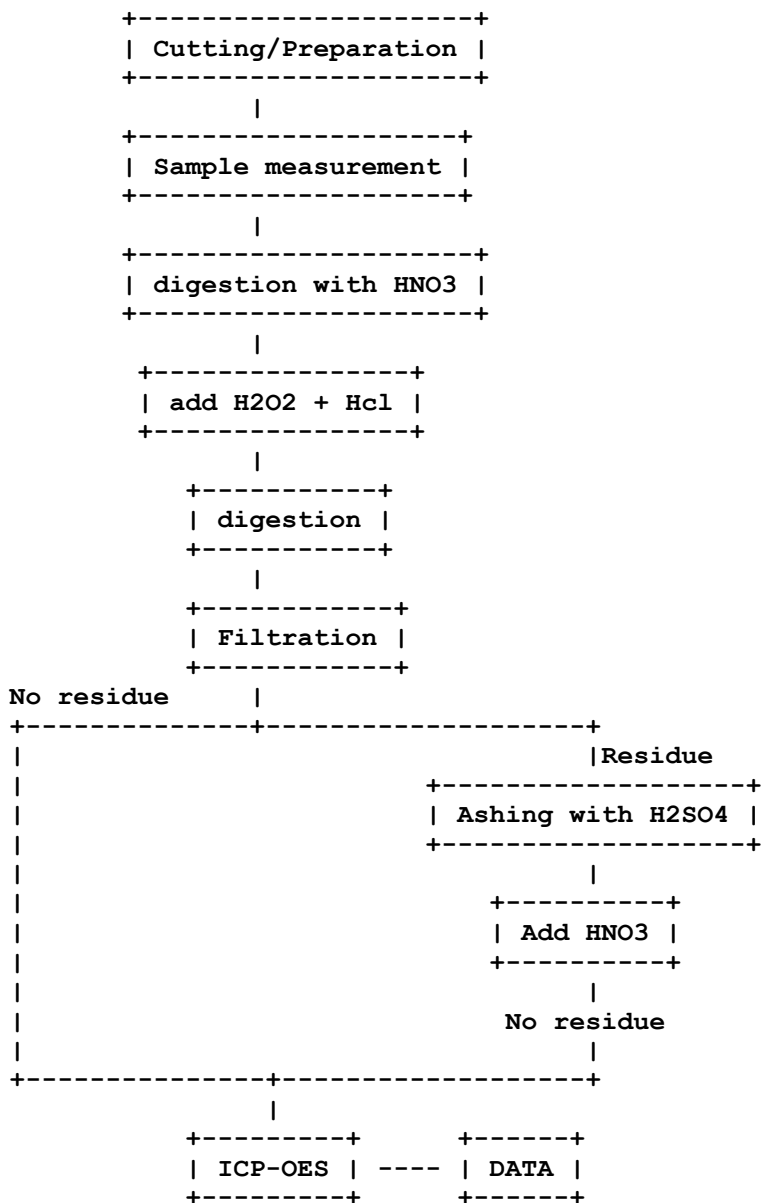 Cutting/Preparation
Sample measurement
digestion with HNO3
add H2O2 + Hcl
digestion
Filtration
No residue
Residue
Ashing with H2SO4
Add HNO3
No residue
ICP-OES ---- DATA